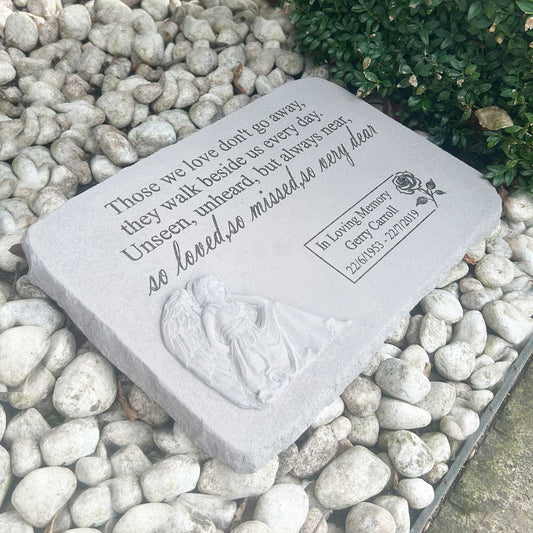 Those we love don't go away,
they walk beside us every day.
Unseen, unheard, but always near,
so loved,so missed,so very dear
In Loving Memory
Gerry Carroll
22/6/1953 - 22/7/2019